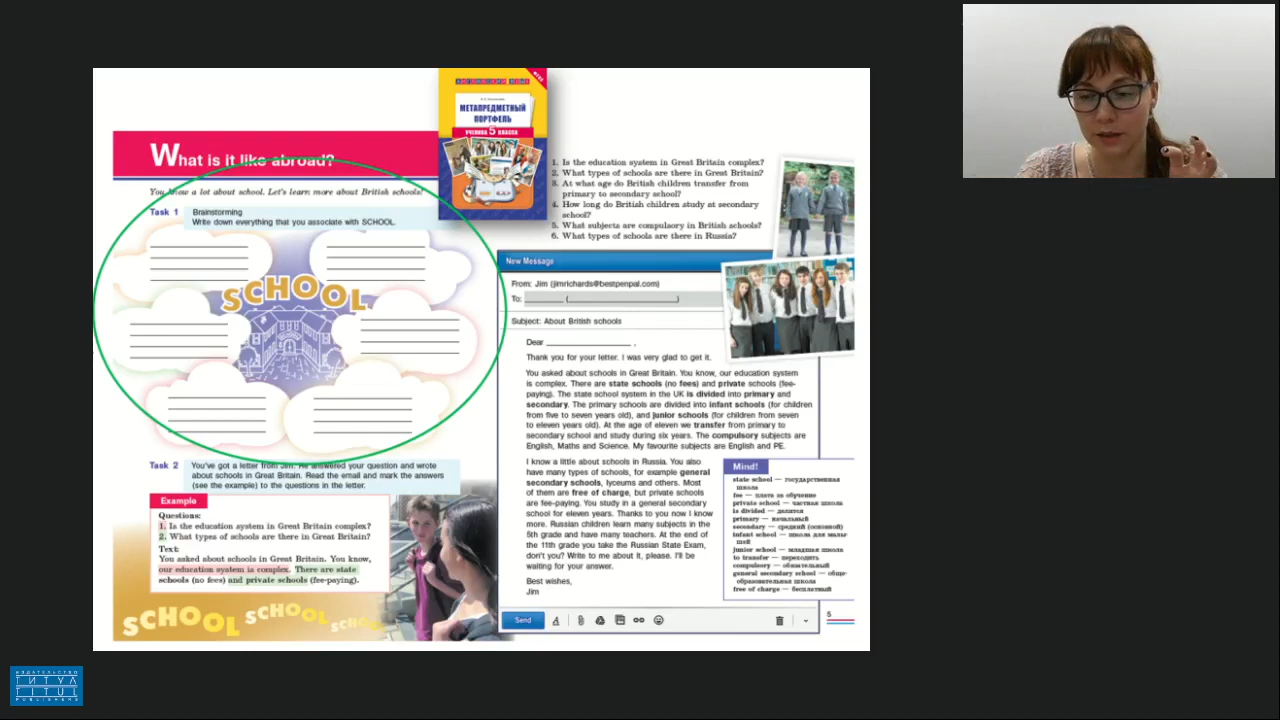 АНГЛИЙСКИЙ ЯЗЫК
ФГОС
МЕТАПРЕДМЕТНЫЙ
ПОРТФЕЛЬ
УЧЕНИКА 5 КЛАССА
What is it like abroad?
You know a lot about school. Let's learn more about British schools!
Task 1 Brainstorming
Write down everything that you associate with SCHOOL.
SCHOOL
Task 2 You've got a letter from Jim. He answered your question and wrote
about schools in Great Britain. Read the email and mark the answers
(see the example) to the questions in the letter.
Example
Questions:
1. Is the education system in Great Britain complex?
2. What types of schools are there in Great Britain?
Text:
You asked about schools in Great Britain. You know,
our education system is complex. There are state
schools (no fees) and private schools (fee-paying).
SCHOOL SCHOOL SCHOOL
1. Is the education system in Great Britain complex?
2. What types of schools are there in Great Britain?
3. At what age do British children transfer from
primary to secondary school?
4. How long do British children study at secondary
school?
5. What subjects are compulsory in British schools?
6. What types of schools are there in Russia?
New Message
From: Jim (jimrichards@bestpenpal.com)
To: ________ (______________________)
Subject: About British schools
Dear _________________ ,
Thank you for your letter. I was very glad to get it.
You asked about schools in Great Britain. You know, our education system
is complex. There are state schools (no fees) and private schools (fee-
paying). The state school system in the UK is divided into primary and
secondary. The primary schools are divided into infant schools (for children
from five to seven years old), and junior schools (for children from seven
to eleven years old). At the age of eleven we transfer from primary to
secondary school and study during six years. The compulsory subjects are
English, Maths and Science. My favourite subjects are English and PE.
I know a little about schools in Russia. You also
have many types of schools, for example general
secondary schools, lyceums and others. Most
of them are free of charge, but private schools
are fee-paying. You study in a general secondary
school for eleven years. Thanks to you now I know
more. Russian children learn many subjects in the
5th grade and have many teachers. At the end of
the 11th grade you take the Russian State Exam,
don't you? Write to me about it, please. I'll be
waiting for your answer.
Best wishes,
Jim
Send
Mind!
state school — государственная
школа
fee — плата за обучение
private school — частная школа
is divided — делится
primary — начальный
secondary — средний (основной)
infant school — школа для малы-
шей
junior school — младшая школа
to transfer — переходить
compulsory — обязательный
general secondary school — обще-
образовательная школа
free of charge — бесплатный
5
ИЗДАТЕЛЬСТВО
ТИТУЛ
TITUL
PUBLISHERS